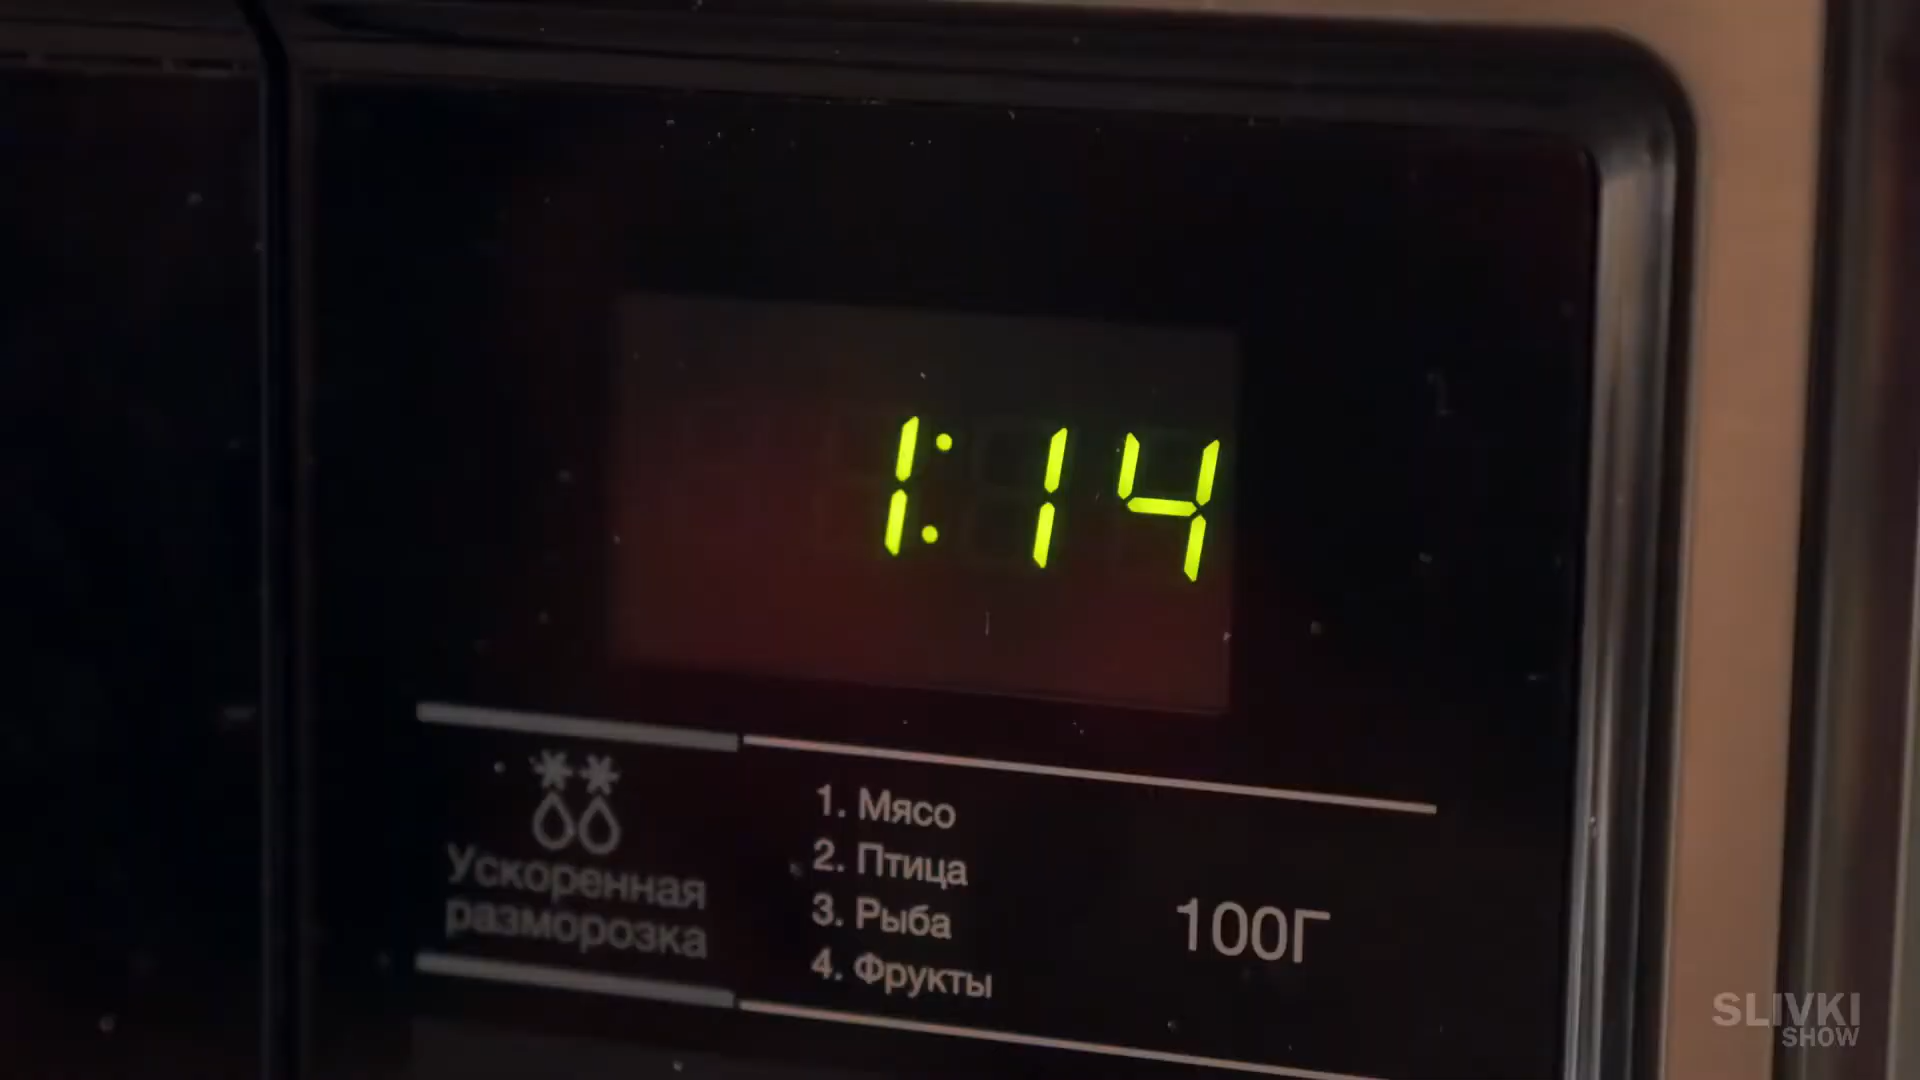 1:14
Ускоренная
разморозка
1. Мясо
2. Птица
3. Рыба
4. Фрукты
100Г
SLIVKI
SHOW